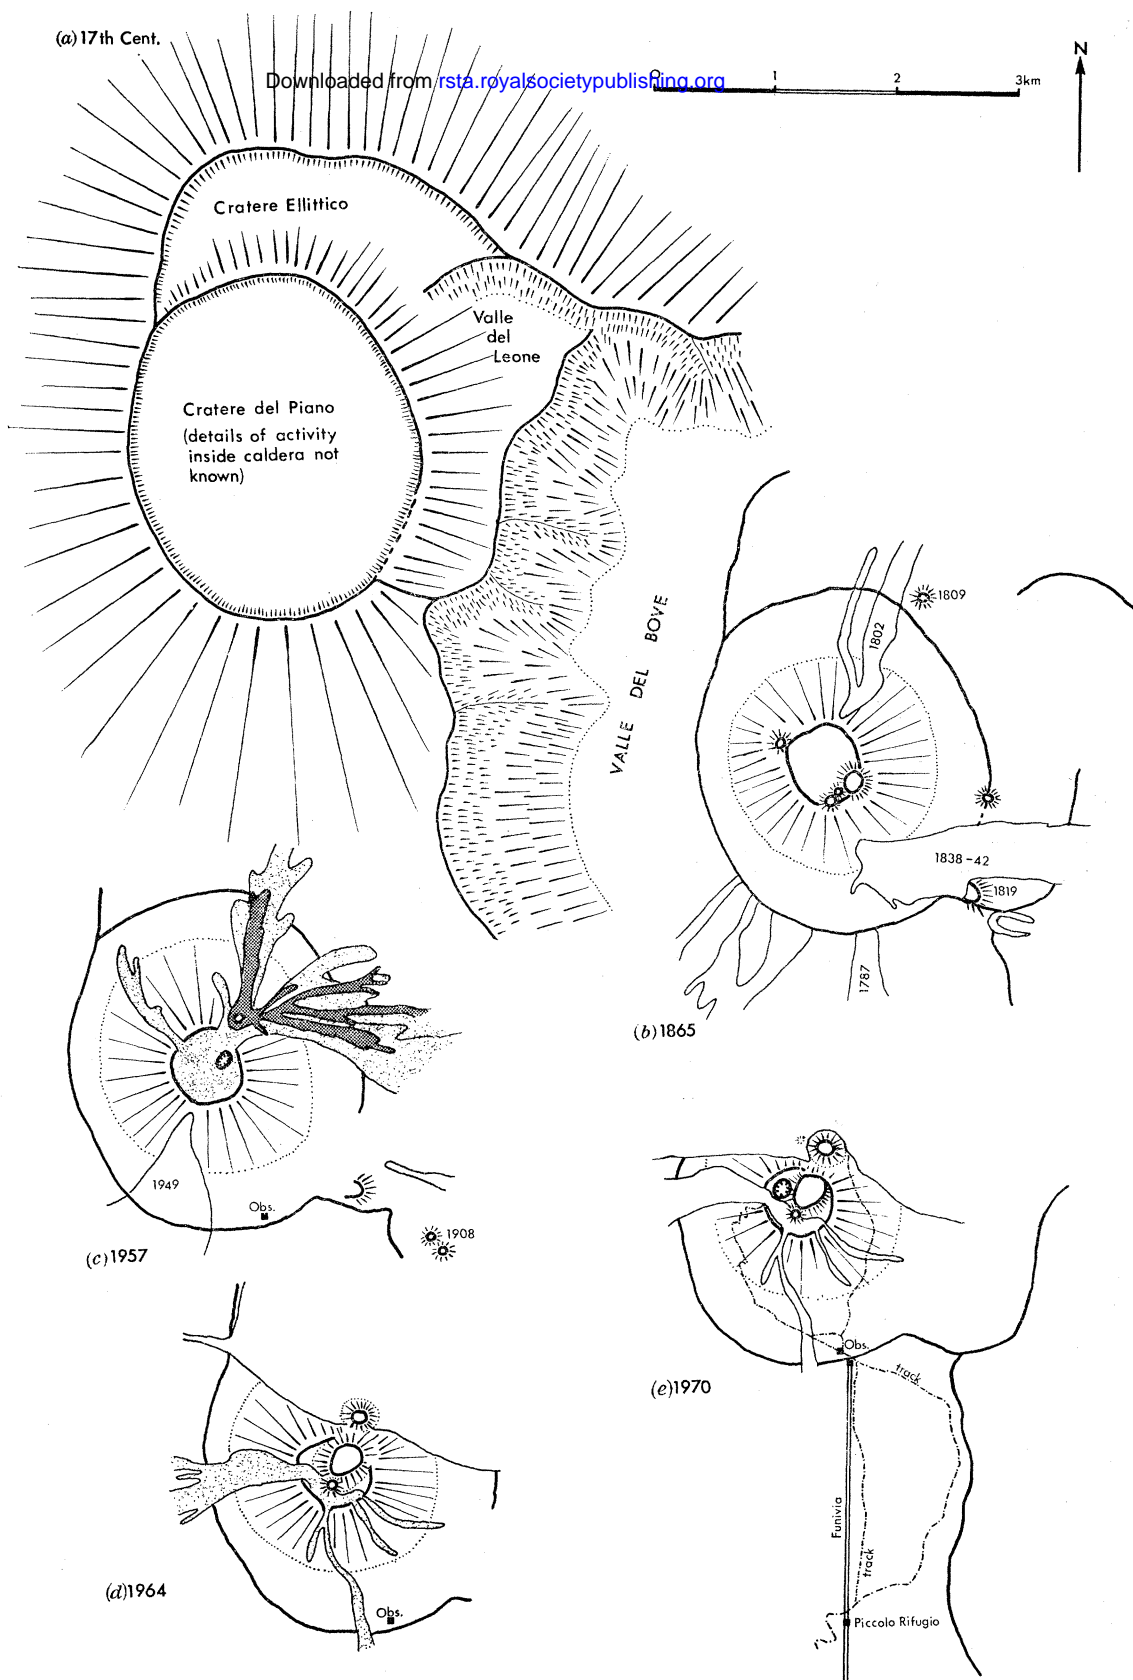 (a) 17th Cent.
Downloaded from rsta.royalsocietypublishing.org
0 1 2 3km
N
Cratere Ellittico
Valle
del
Leone
Cratere del Piano
(details of activity
inside caldera not
known)
VALLE DEL BOVE
1809
1802
1838-42
1819
1787
(b) 1865
1949
Obs.
1908
(c) 1957
Obs.
track
(e) 1970
Funivia
track
Obs.
(d) 1964
Piccolo Rifugio